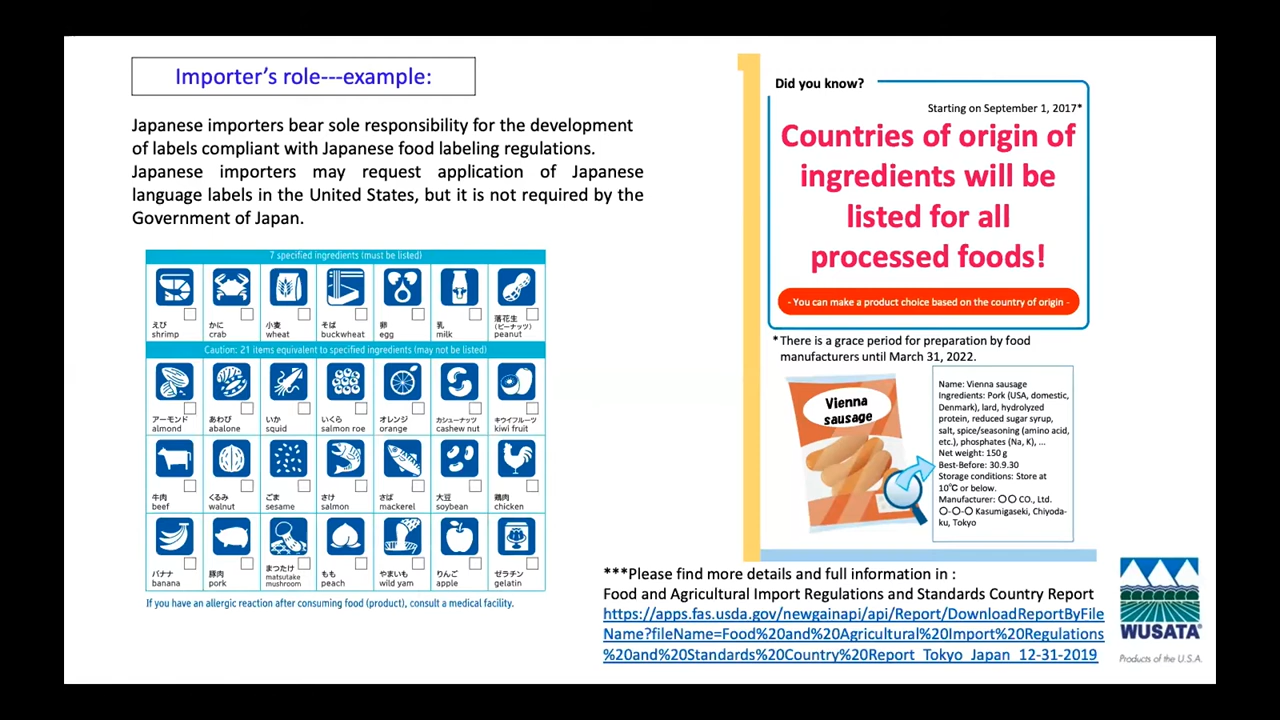 Importer's role---example:
Japanese importers bear sole responsibility for the development
of labels compliant with Japanese food labeling regulations.
Japanese importers may request application of Japanese
language labels in the United States, but it is not required by the
Government of Japan.
7 specified ingredients (must be listed)
えび かに 小麦 そば 卵 乳 落花生
(ピーナッツ)
shrimp crab wheat buckwheat egg milk peanut
Caution: 21 items equivalent to specified ingredients (may not be listed)
アーモンド あわび いか いくら オレンジ カシューナッツ キウイフルーツ
almond abalone squid salmon roe orange cashew nut kiwi fruit
牛肉 くるみ ごま さけ さば 大豆 鶏肉
beef walnut sesame salmon mackerel soybean chicken
バナナ 豚肉 まつたけ もも やまいも りんご ゼラチン
banana pork matsutake mushroom peach wild yam apple gelatin
If you have an allergic reaction after consuming food (product), consult a medical facility.
Did you know?
Starting on September 1, 2017*
Countries of origin of
ingredients will be
listed for all
processed foods!
- You can make a product choice based on the country of origin -
* There is a grace period for preparation by food
manufacturers until March 31, 2022.
Vienna
sausage
Name: Vienna sausage
Ingredients: Pork (USA, domestic,
Denmark), lard, hydrolyzed
protein, reduced sugar syrup,
salt, spice/seasoning (amino acid,
etc.), phosphates (Na, K), ...
Net weight: 150 g
Best-Before: 30.9.30
Storage conditions: Store at
10℃ or below.
Manufacturer: 〇〇 CO., Ltd.
〇-〇-〇 Kasumigaseki, Chiyoda-
ku, Tokyo
***Please find more details and full information in :
Food and Agricultural Import Regulations and Standards Country Report
https://apps.fas.usda.gov/newgainapi/api/Report/DownloadReportByFile
Name?fileName=Food%20and%20Agricultural%20Import%20Regulations
%20and%20Standards%20Country%20Report_Tokyo_Japan_12-31-2019
WUSATA®
Products of the U.S.A.